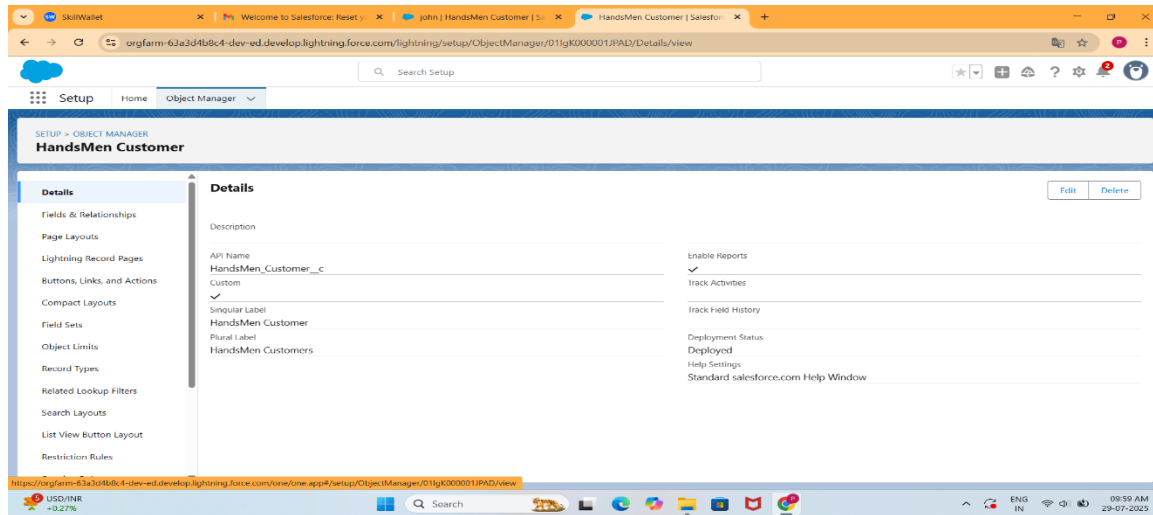 SkillWallet
Welcome to Salesforce: Reset y
john | HandsMen Customer | Sa
HandsMen Customer | Salesforc
orgfarm-63a3d4b8c4-dev-ed.develop.lightning.force.com/lightning/setup/ObjectManager/01IgK000001JPAD/Details/view
P
Search Setup
2
Setup
Home
Object Manager
SETUP > OBJECT MANAGER
HandsMen Customer
Details
Fields & Relationships
Page Layouts
Lightning Record Pages
Buttons, Links, and Actions
Compact Layouts
Field Sets
Object Limits
Record Types
Related Lookup Filters
Search Layouts
List View Button Layout
Restriction Rules
Details
Edit
Delete
Description
API Name
HandsMen_Customer__c
Custom
Singular Label
HandsMen Customer
Plural Label
HandsMen Customers
Enable Reports
Track Activities
Track Field History
Deployment Status
Deployed
Help Settings
Standard salesforce.com Help Window
https://orgfarm-63a3d4b8c4-dev-ed.develop.lightning.force.com/one/one.app#/setup/ObjectManager/01IgK000001JPAD/view
5
USD/INR
+0.27%
Search
ENG
IN
09:59 AM
29-07-2025